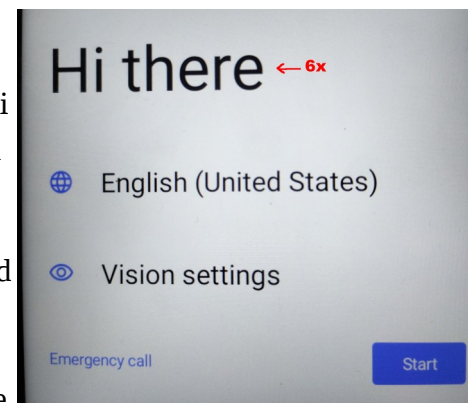 Hi there ←6x
i
English (United States)
d
Vision settings
Emergency call
Start
e